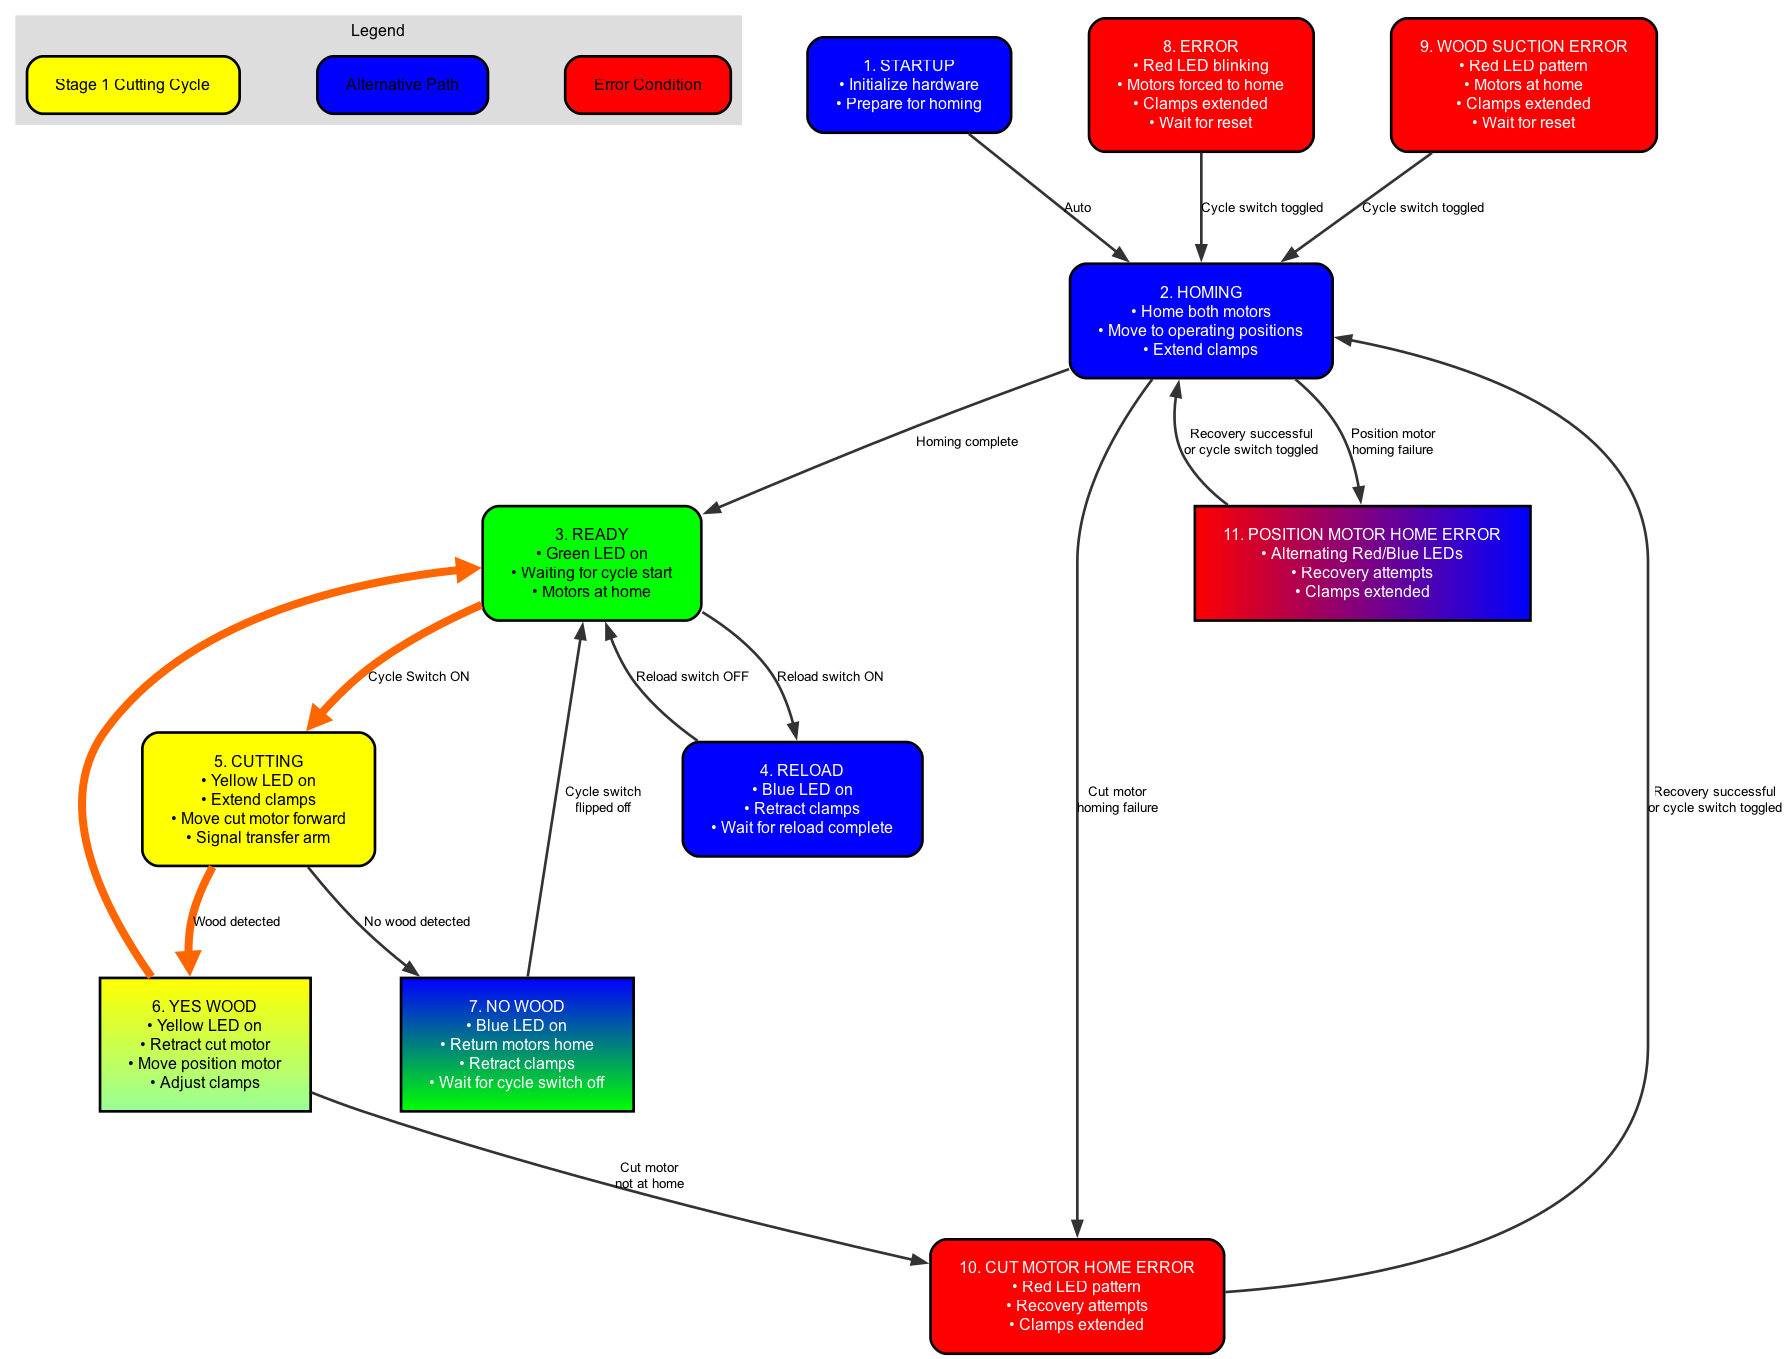 Legend
Stage 1 Cutting Cycle
Alternative Path
Error Condition
1. STARTUP
• Initialize hardware
• Prepare for homing
8. ERROR
• Red LED blinking
• Motors forced to home
• Clamps extended
• Wait for reset
9. WOOD SUCTION ERROR
• Red LED pattern
• Motors at home
• Clamps extended
• Wait for reset
Auto
Cycle switch toggled
Cycle switch toggled
2. HOMING
• Home both motors
• Move to operating positions
• Extend clamps
Homing complete
Recovery successful
or cycle switch toggled
Position motor
homing failure
3. READY
• Green LED on
• Waiting for cycle start
• Motors at home
11. POSITION MOTOR HOME ERROR
• Alternating Red/Blue LEDs
• Recovery attempts
• Clamps extended
Cycle Switch ON
Reload switch OFF
Reload switch ON
5. CUTTING
• Yellow LED on
• Extend clamps
• Move cut motor forward
• Signal transfer arm
Cycle switch
flipped off
4. RELOAD
• Blue LED on
• Retract clamps
• Wait for reload complete
Cut motor
homing failure
Recovery successful
or cycle switch toggled
Wood detected
No wood detected
6. YES WOOD
• Yellow LED on
• Retract cut motor
• Move position motor
• Adjust clamps
7. NO WOOD
• Blue LED on
• Return motors home
• Retract clamps
• Wait for cycle switch off
Cut motor
not at home
10. CUT MOTOR HOME ERROR
• Red LED pattern
• Recovery attempts
• Clamps extended